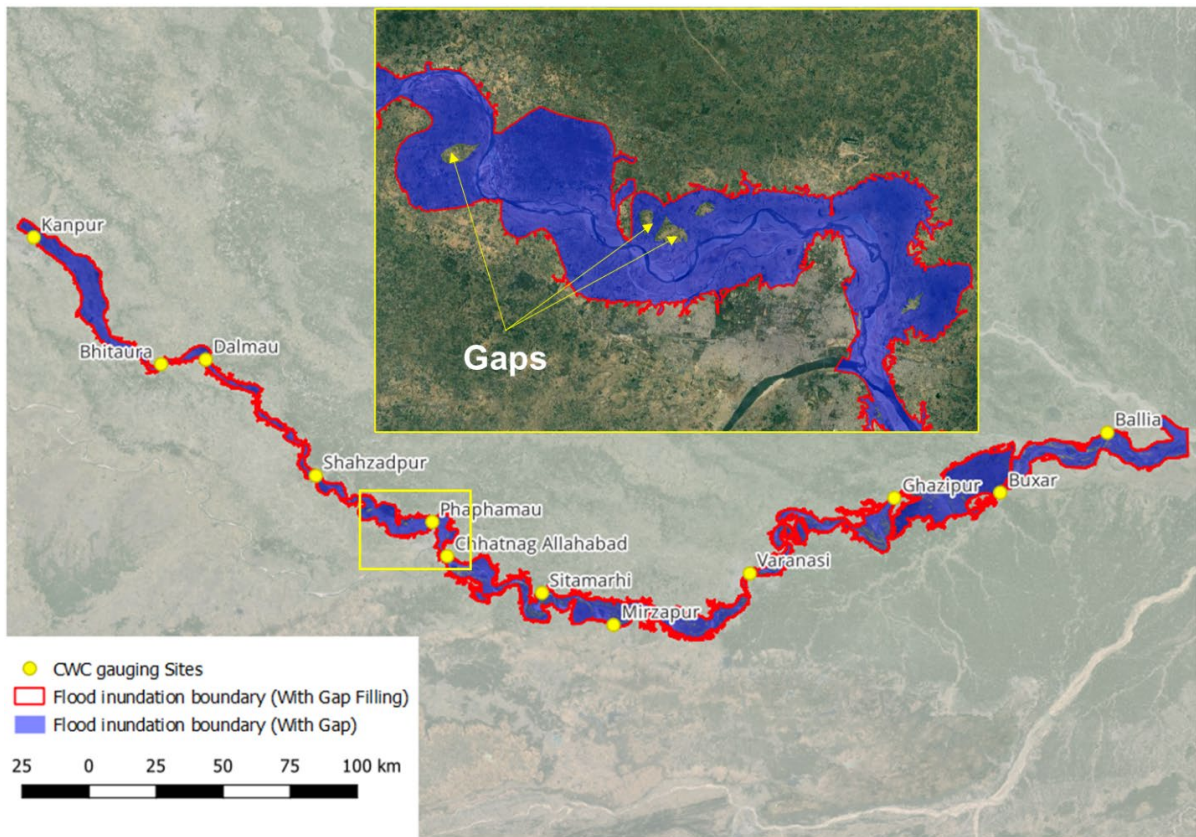 Gaps
Kanpur
Bhitaura
Dalmau
Shahzadpur
Phaphamau
Chhatnag Allahabad
Sitamarhi
Mirzapur
Varanasi
Ghazipur
Buxar
Ballia
CWC gauging Sites
Flood inundation boundary (With Gap Filling)
Flood inundation boundary (With Gap)
25 0 25 50 75 100 km